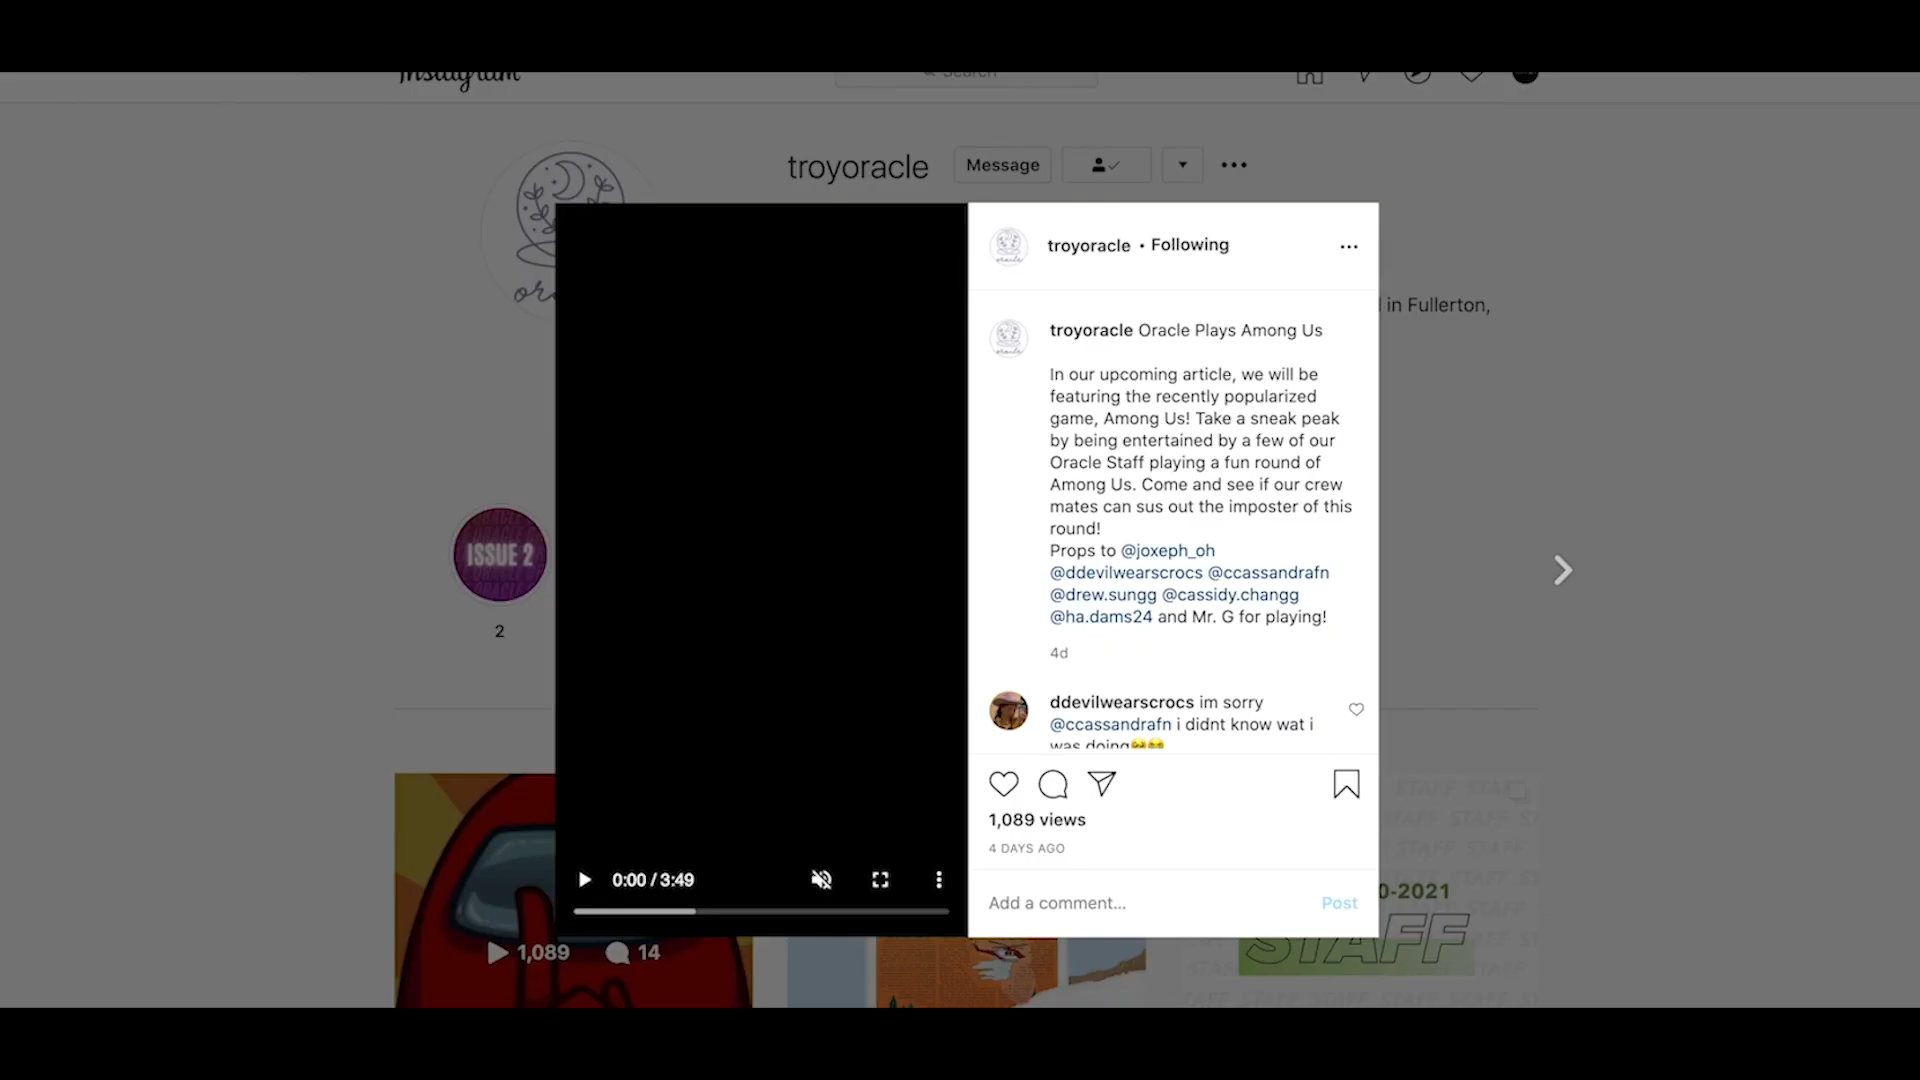 Instagram
Search
troyoracle Message
in Fullerton,
ISSUE 2
2
troyoracle • Following
oracle
troyoracle Oracle Plays Among Us
In our upcoming article, we will be
featuring the recently popularized
game, Among Us! Take a sneak peak
by being entertained by a few of our
Oracle Staff playing a fun round of
Among Us. Come and see if our crew
mates can sus out the imposter of this
round!
Props to @joxeph_oh
@ddevilwearscrocs @ccassandrafn
@drew.sungg @cassidy.changg
@ha.dams24 and Mr. G for playing!
4d
ddevilwearscrocs im sorry
@ccassandrafn i didnt know wat i
was doing🥺😂
1,089 views
4 DAYS AGO
Add a comment... Post
0:00 / 3:49
1,089 14
0-2021
STAFF